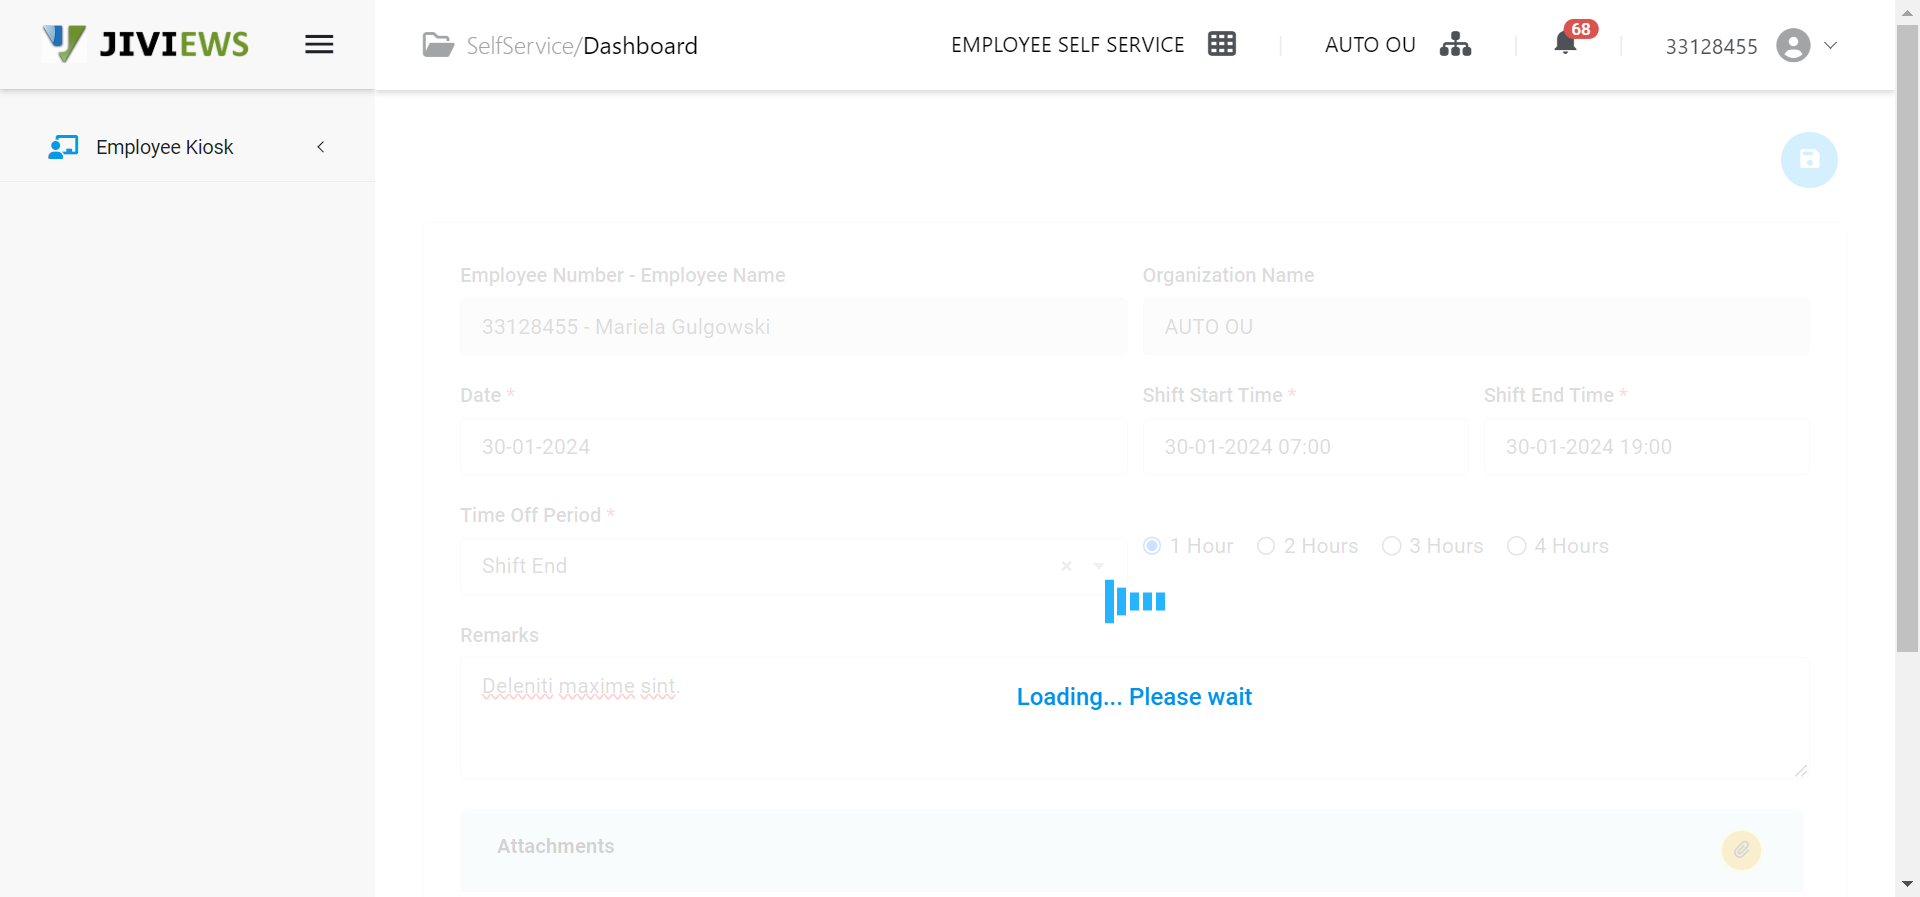 JIVIEWS
SelfService/Dashboard
EMPLOYEE SELF SERVICE
AUTO OU
68
33128455
Employee Kiosk
Employee Number - Employee Name
Organization Name
33128455 - Mariela Gulgowski
AUTO OU
Date *
Shift Start Time *
Shift End Time *
30-01-2024
30-01-2024 07:00
30-01-2024 19:00
Time Off Period *
Shift End
1 Hour
2 Hours
3 Hours
4 Hours
Remarks
Deleniti maxime sint.
Loading... Please wait
Attachments